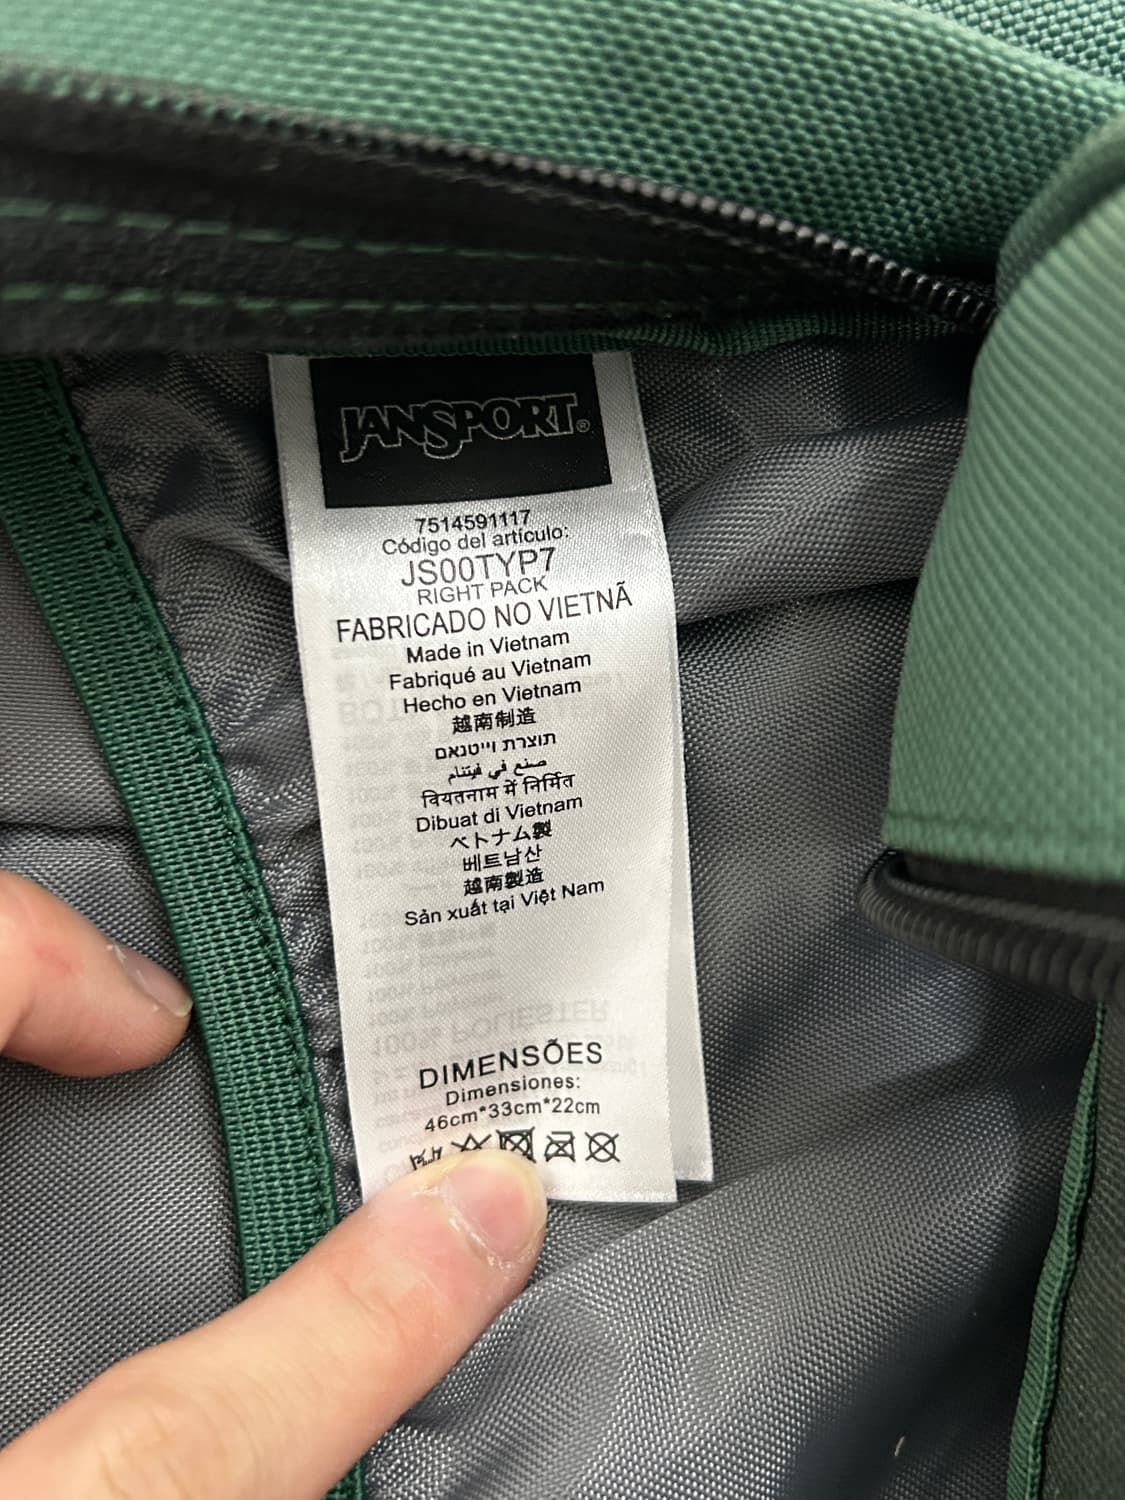 JANSPORT®
7514591117
Código del artículo:
JS00TYP7
RIGHT PACK
FABRICADO NO VIETNÃ
Made in Vietnam
Fabriqué au Vietnam
Hecho en Vietnam
越南制造
תוצרת וייטנאם
صنع في فيتنام
वियतनाम में निर्मित
Dibuat di Vietnam
ベトナム製
베트남산
越南製造
Sản xuất tại Việt Nam
DIMENSÕES
Dimensiones:
46cm*33cm*22cm